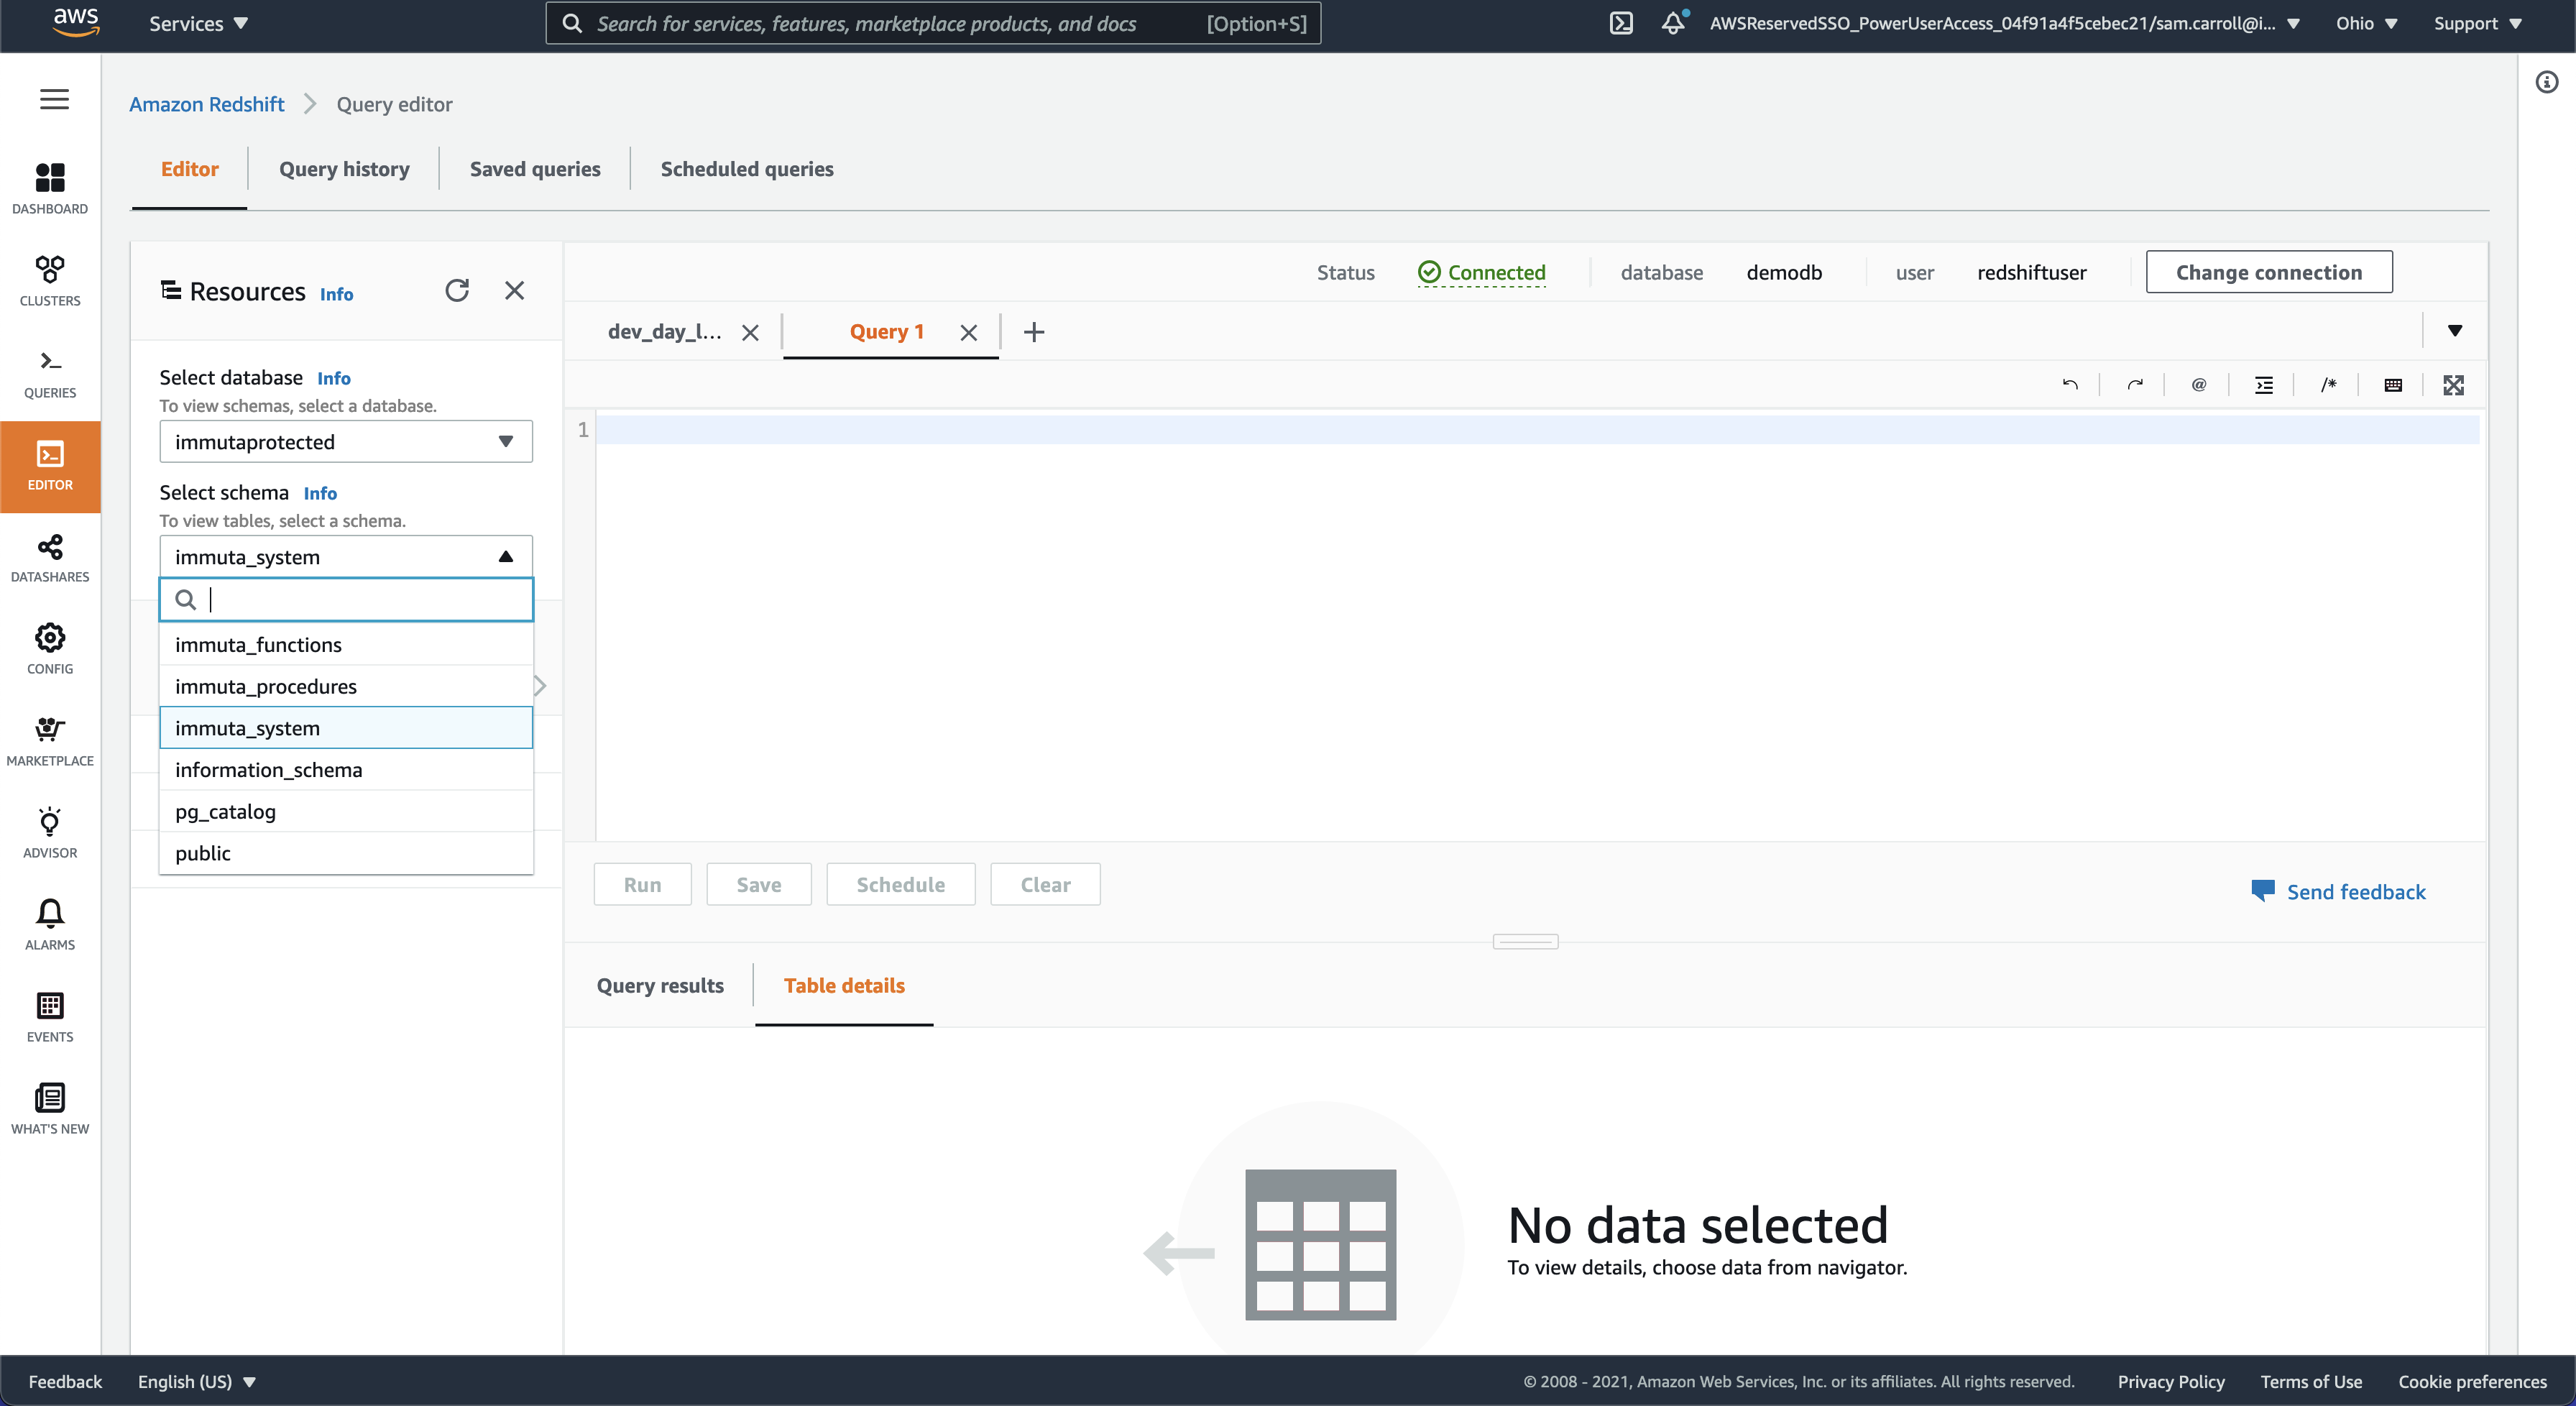 aws
Services
Search for services, features, marketplace products, and docs
[Option+S]
AWSReservedSSO_PowerUserAccess_04f91a4f5cebec21/sam.carroll@i...
Ohio
Support
Amazon Redshift
Query editor
Editor
Query history
Saved queries
Scheduled queries
DASHBOARD
CLUSTERS
QUERIES
EDITOR
DATASHARES
CONFIG
MARKETPLACE
ADVISOR
ALARMS
EVENTS
WHAT'S NEW
Resources Info
Select database Info
To view schemas, select a database.
immutaprotected
Select schema Info
To view tables, select a schema.
immuta_system
immuta_functions
immuta_procedures
immuta_system
information_schema
pg_catalog
public
Status
Connected
database
demodb
user
redshiftuser
Change connection
dev_day_l...
Query 1
@
/*
1
Run
Save
Schedule
Clear
Send feedback
Query results
Table details
No data selected
To view details, choose data from navigator.
Feedback
English (US)
© 2008 - 2021, Amazon Web Services, Inc. or its affiliates. All rights reserved.
Privacy Policy
Terms of Use
Cookie preferences